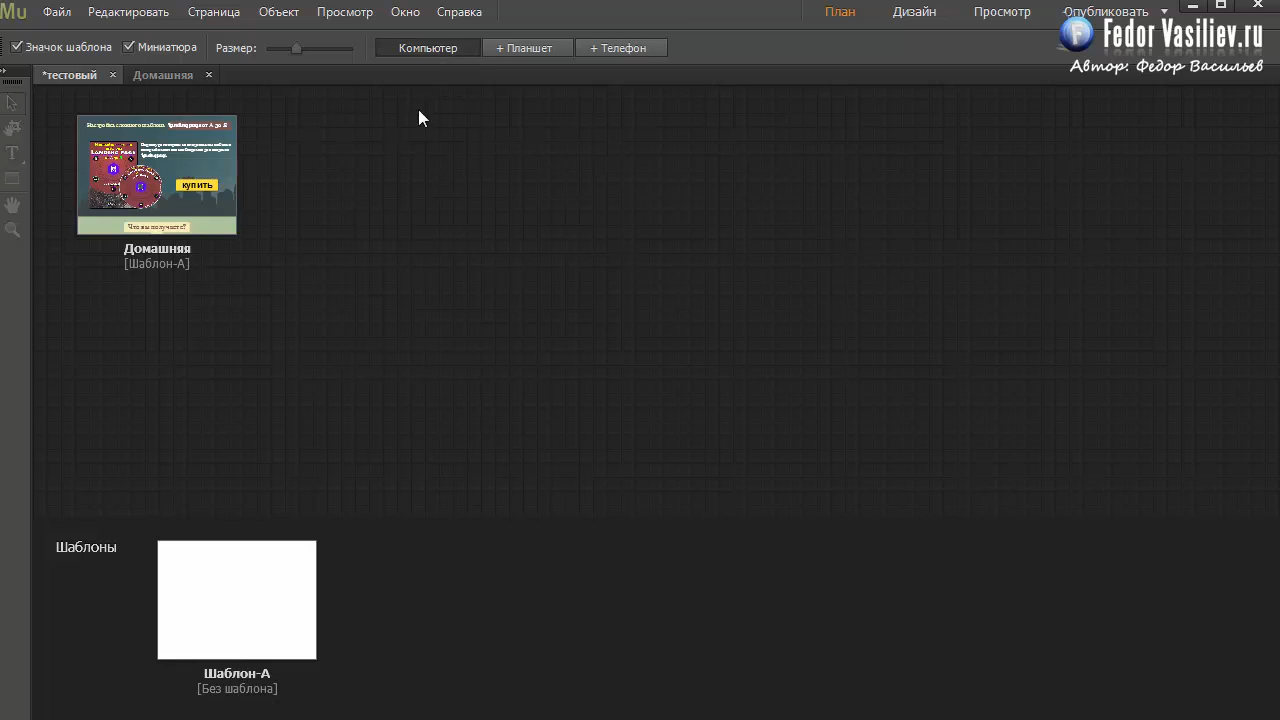 Mu Файл Редактировать Страница Объект Просмотр Окно Справка План Дизайн Просмотр Опубликовать
Значок шаблона Миниатюра Размер: Компьютер + Планшет + Телефон
Fedor Vasiliev.ru
Автор: Федор Васильев
*тестовый × Домашняя ×
купить
Что вы получаете?
Домашняя
[Шаблон-A]
Шаблоны
Шаблон-A
[Без шаблона]